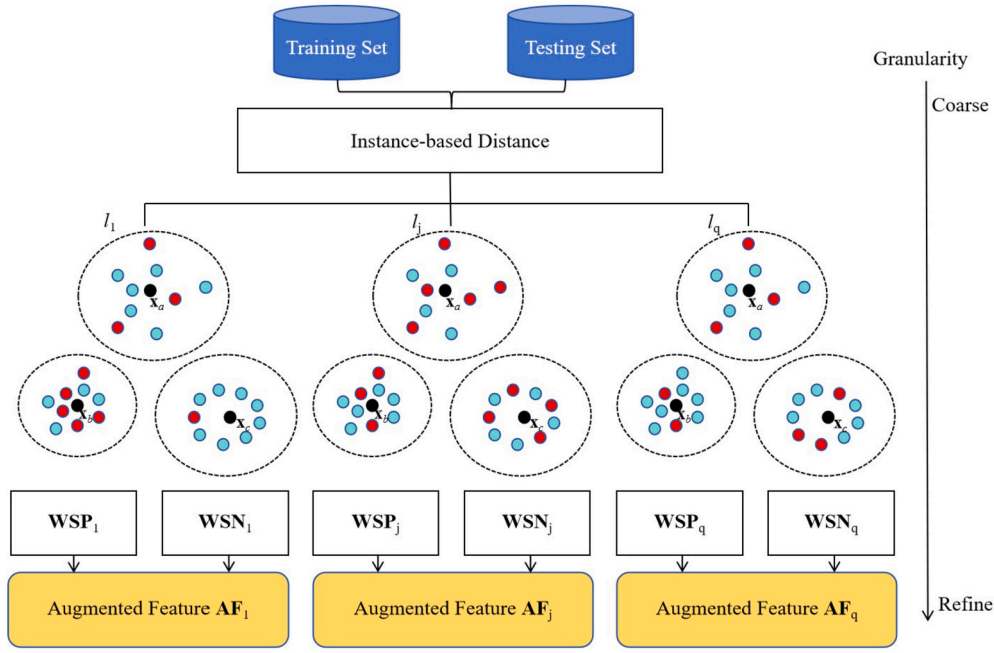 Training Set
Testing Set
Granularity
Coarse
Instance-based Distance
l1
lj
lq
xa
xa
xa
xb
xc
xb
xc
xb
xc
WSP1
WSN1
WSPj
WSNj
WSPq
WSNq
Augmented Feature AF1
Augmented Feature AFj
Augmented Feature AFq
Refine